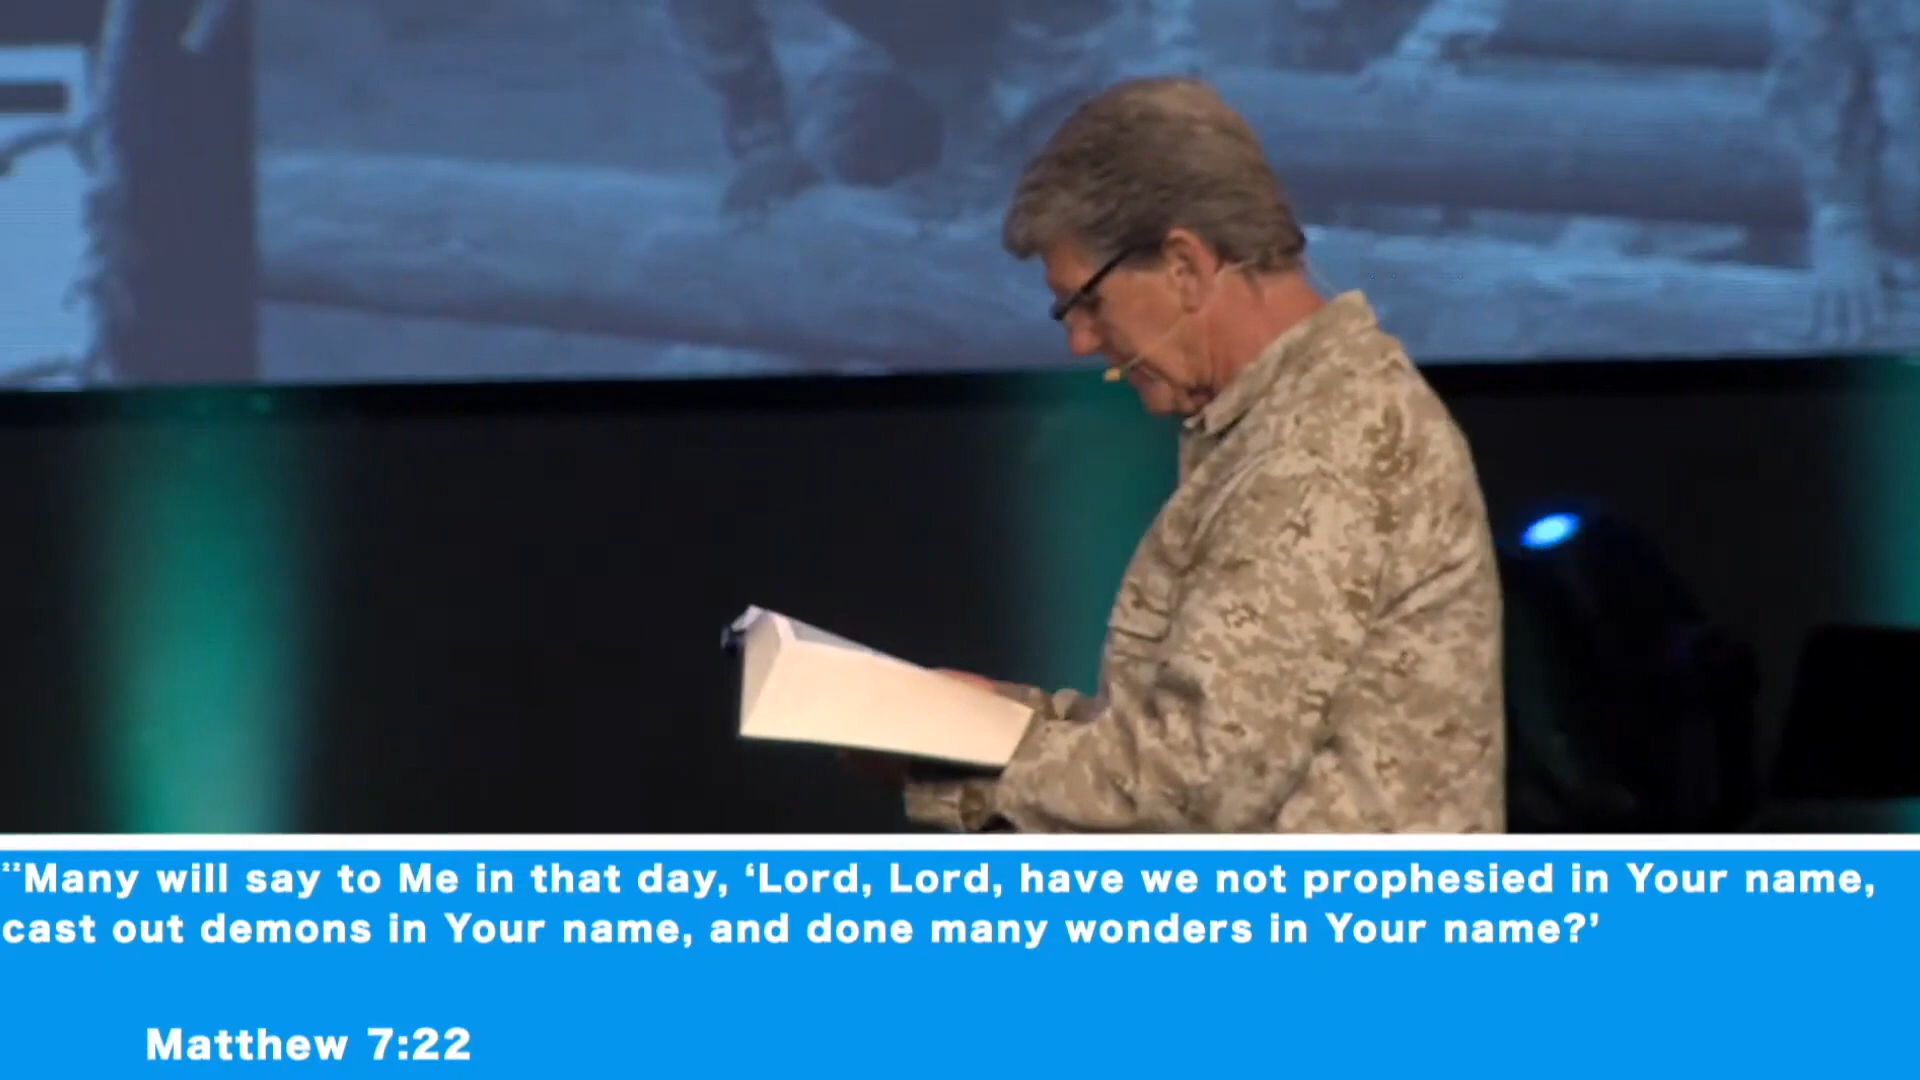 ²²Many will say to Me in that day, ‘Lord, Lord, have we not prophesied in Your name,
cast out demons in Your name, and done many wonders in Your name?’
Matthew 7:22